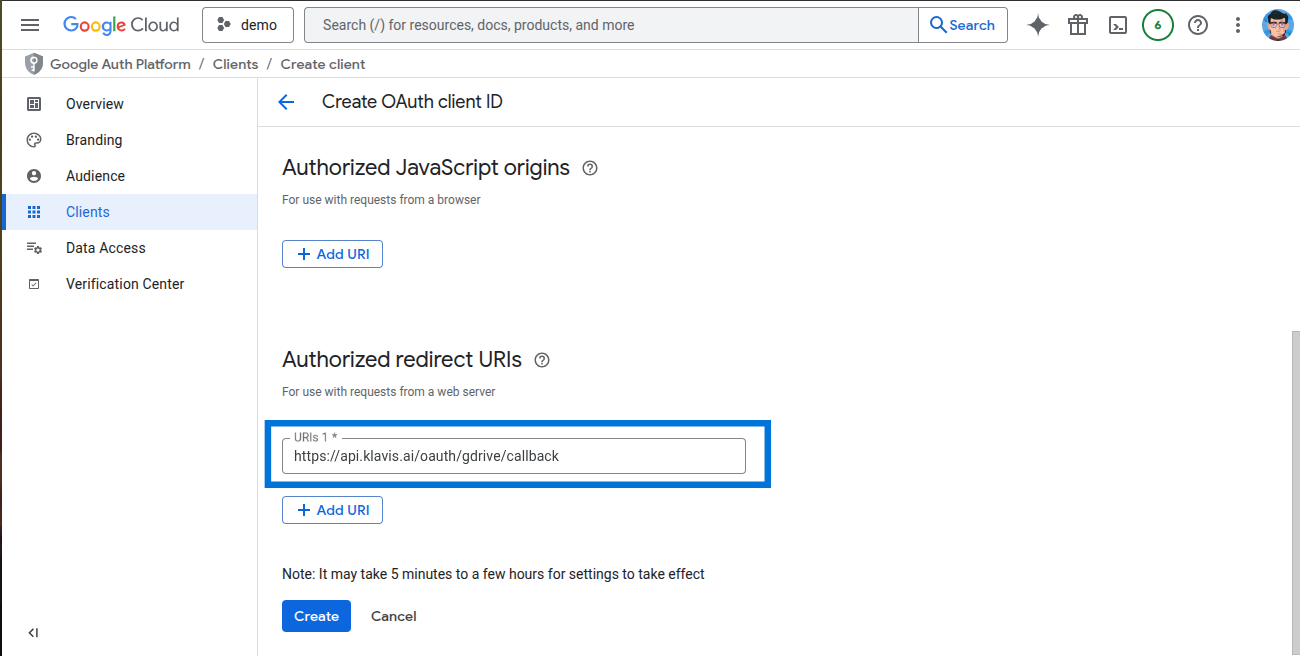 Google Cloud
demo
Search (/) for resources, docs, products, and more
Search
6
Google Auth Platform / Clients / Create client
Overview
Branding
Audience
Clients
Data Access
Verification Center
Create OAuth client ID
Authorized JavaScript origins
For use with requests from a browser
+ Add URI
Authorized redirect URIs
For use with requests from a web server
URIs 1 *
https://api.klavis.ai/oauth/gdrive/callback
+ Add URI
Note: It may take 5 minutes to a few hours for settings to take effect
Create
Cancel